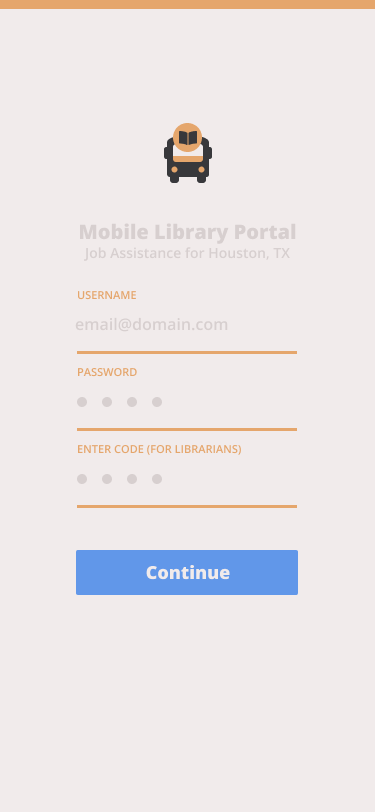 Mobile Library Portal
Job Assistance for Houston, TX
USERNAME
email@domain.com
PASSWORD
ENTER CODE (FOR LIBRARIANS)
Continue